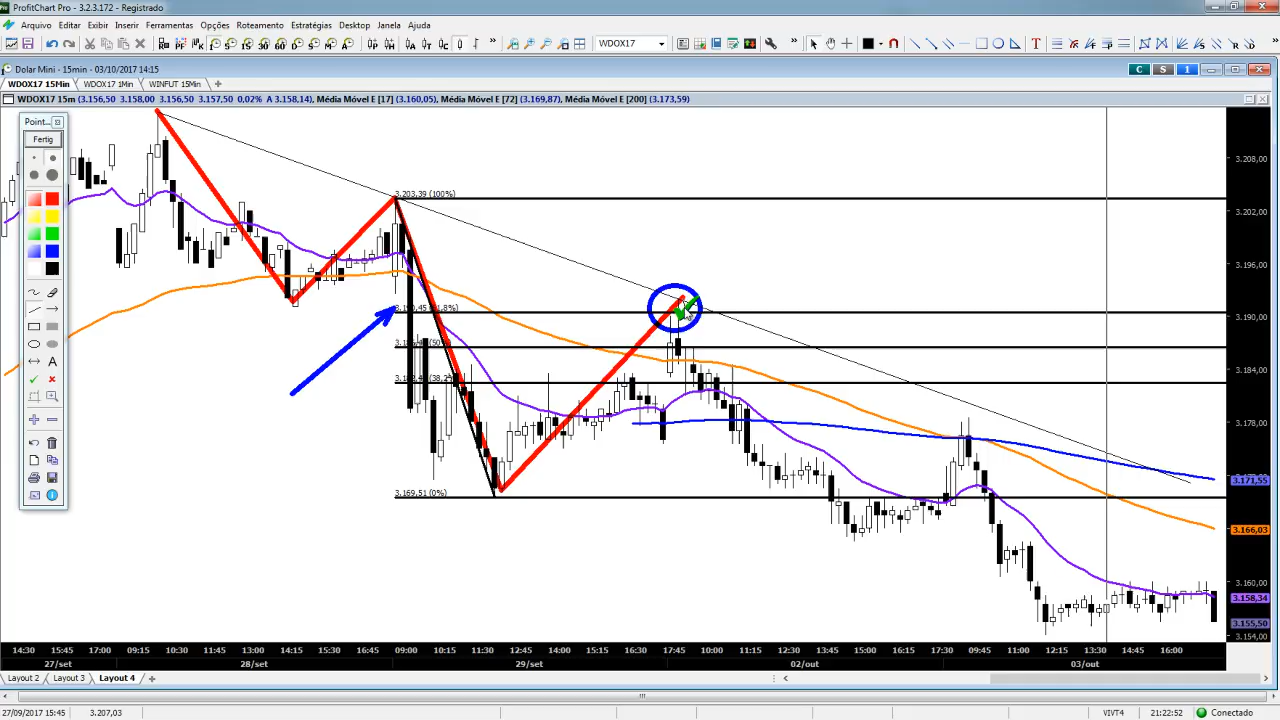 ProfitChart Pro - 3.2.3.172 - Registrado
Arquivo Editar Exibir Inserir Ferramentas Opções Roteamento Estratégias Desktop Janela Ajuda
WDOX17
Dolar Mini - 15min - 03/10/2017 14:15
C S 1
WDOX17 15Min WDOX17 1Min WINFUT 15Min +
WDOX17 15m (3.156,50 3.158,00 3.156,50 3.157,50 0,02% A 3.158,14), Média Móvel E [17] (3.160,05), Média Móvel E [72] (3.169,87), Média Móvel E [200] (3.173,59)
Point...
Fertig
3.203,39 (100%)
3.169,51 (0%)
3.208,00
3.202,00
3.196,00
3.190,00
3.184,00
3.178,00
3.171,55
3.166,03
3.160,00
3.158,34
3.155,50
3.154,00
14:30 15:45 17:00 09:15 10:30 11:45 13:00 14:15 15:30 16:45 09:00 10:15 11:30 12:45 14:00 15:15 16:30 17:45 10:00 11:15 12:30 13:45 15:00 16:15 17:30 09:45 11:00 12:15 13:30 14:45 16:00
27/set 28/set 29/set 02/out 03/out
Layout 2 Layout 3 Layout 4 +
27/09/2017 15:45 3.207,03 VIVT4 21:22:52 Conectado